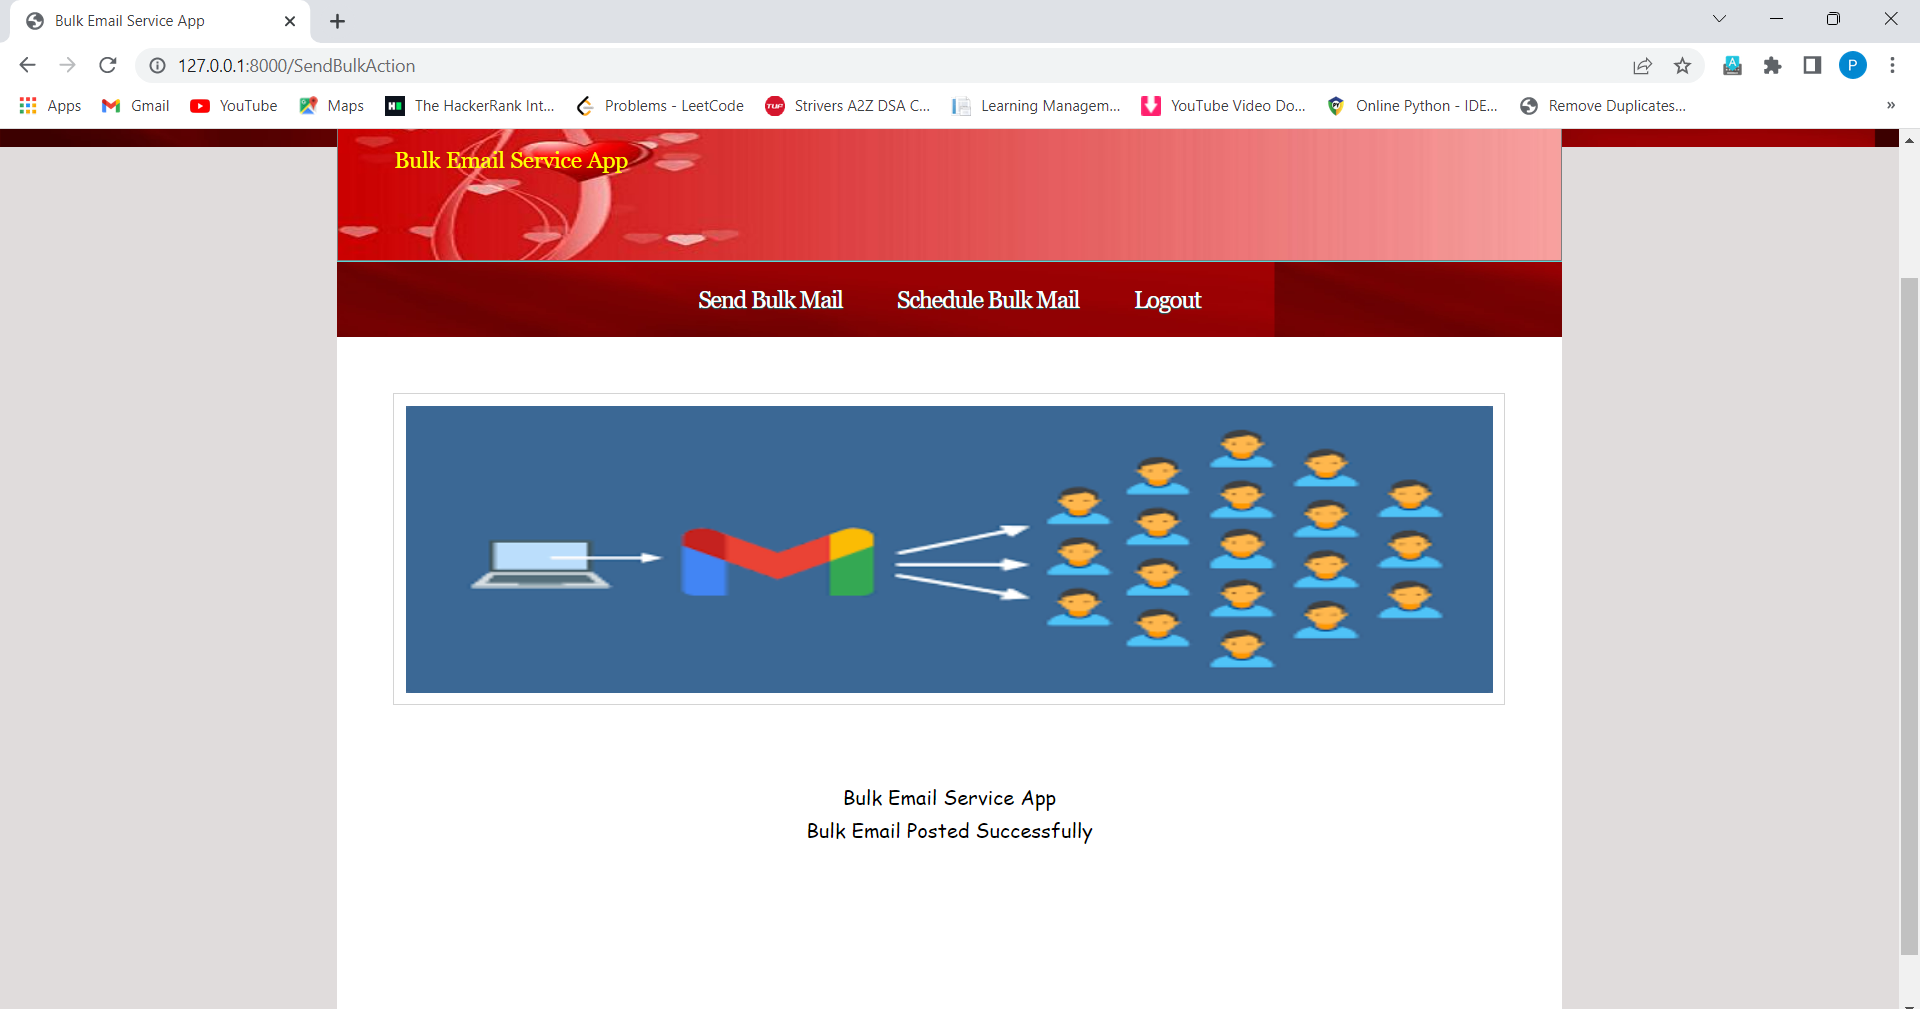 Bulk Email Service App
127.0.0.1:8000/SendBulkAction
P
Apps
Gmail
YouTube
Maps
The HackerRank Int...
Problems - LeetCode
TUF
Strivers A2Z DSA C...
Learning Managem...
YouTube Video Do...
Online Python - IDE...
Remove Duplicates...
»
Bulk Email Service App
Send Bulk Mail Schedule Bulk Mail Logout
Bulk Email Service App
Bulk Email Posted Successfully